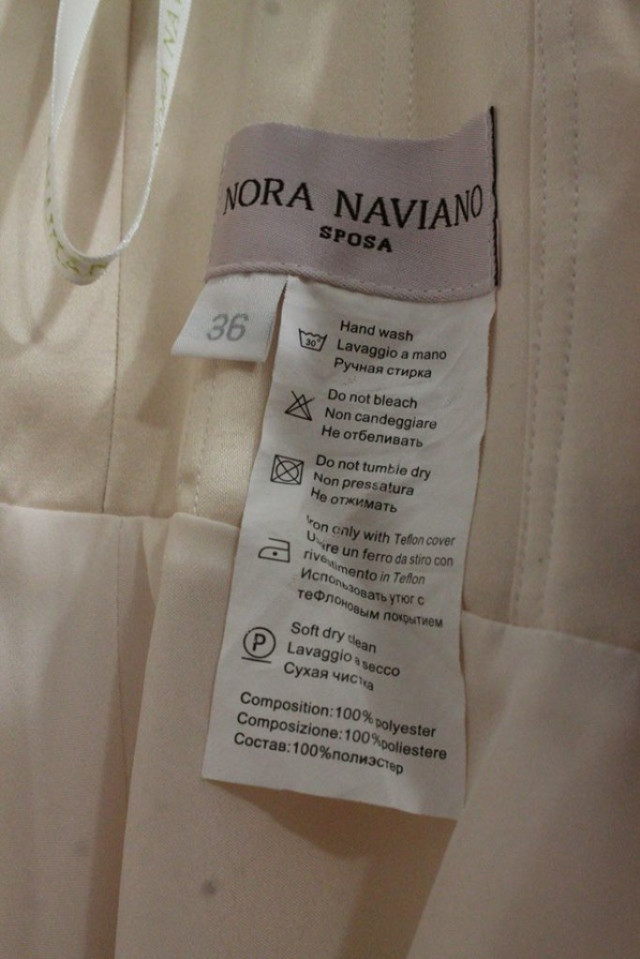 NORA NAVIANO
SPOSA
36
30°
Hand wash
Lavaggio a mano
Ручная стирка
Do not bleach
Non candeggiare
Не отбеливать
Do not tumble dry
Non pressatura
Не отжимать
Iron only with Teflon cover
Usare un ferro da stiro con
rivestimento in Teflon
Использовать утюг с
теФлоновым покрытием
P
Soft dry clean
Lavaggio a secco
Сухая чистка
Composition:100% polyester
Composizione:100%poliestere
Состав:100%полиэстер